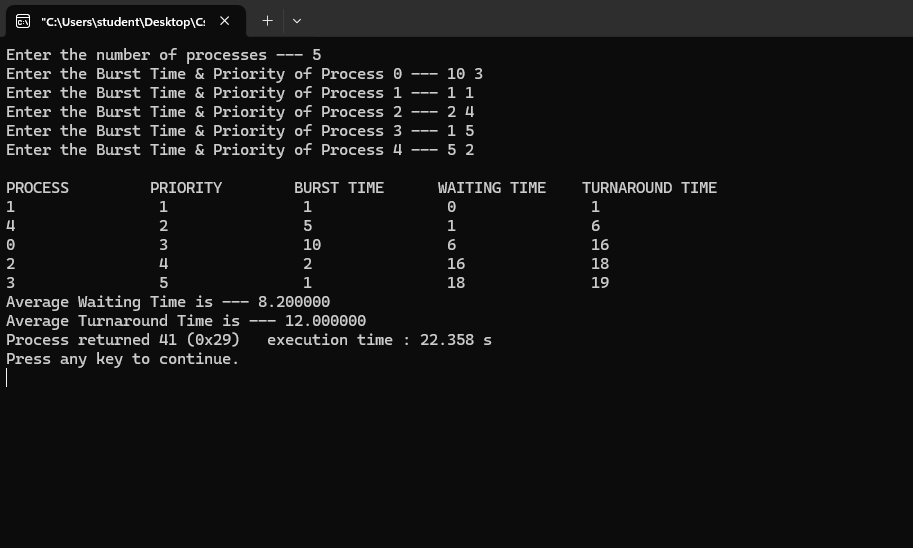 "C:\Users\student\Desktop\Cs
Enter the number of processes --- 5
Enter the Burst Time & Priority of Process 0 --- 10 3
Enter the Burst Time & Priority of Process 1 --- 1 1
Enter the Burst Time & Priority of Process 2 --- 2 4
Enter the Burst Time & Priority of Process 3 --- 1 5
Enter the Burst Time & Priority of Process 4 --- 5 2
PROCESS PRIORITY BURST TIME WAITING TIME TURNAROUND TIME
1 1 1 0 1
4 2 5 1 6
0 3 10 6 16
2 4 2 16 18
3 5 1 18 19
Average Waiting Time is --- 8.200000
Average Turnaround Time is --- 12.000000
Process returned 41 (0x29) execution time : 22.358 s
Press any key to continue.